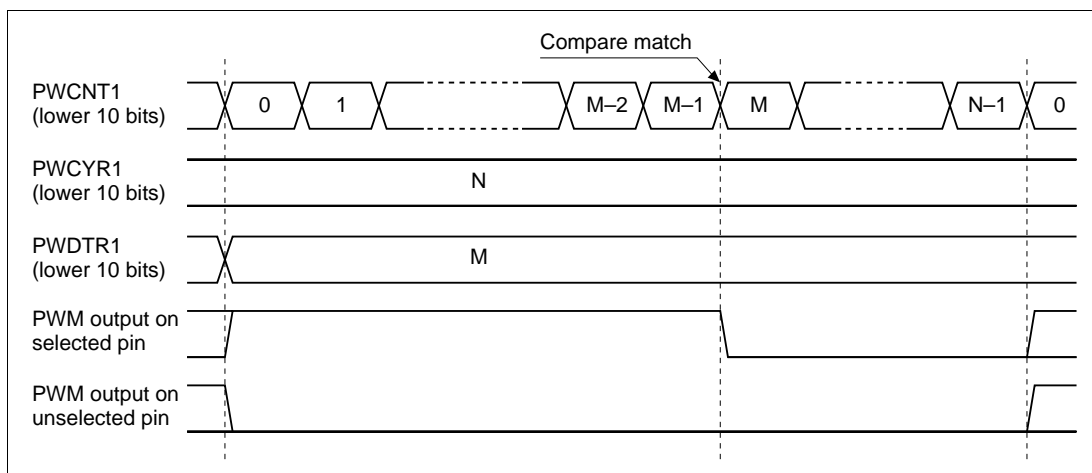 Compare match
PWCNT1
(lower 10 bits)
0 1 M–2 M–1 M N–1 0
PWCYR1
(lower 10 bits)
N
PWDTR1
(lower 10 bits)
M
PWM output on
selected pin
PWM output on
unselected pin